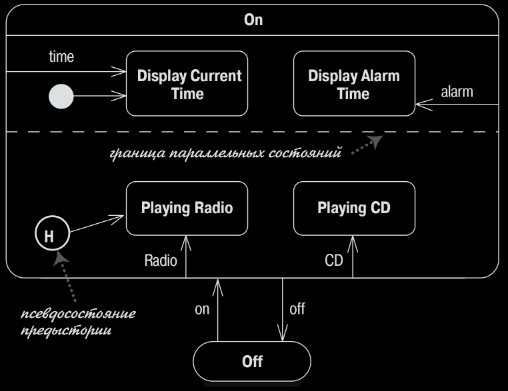 On
time
Display Current
Time
Display Alarm
Time
alarm
граница параллельных состояний
Playing Radio
Playing CD
H
Radio
CD
псевдосостояние
предыстории
on
off
Off